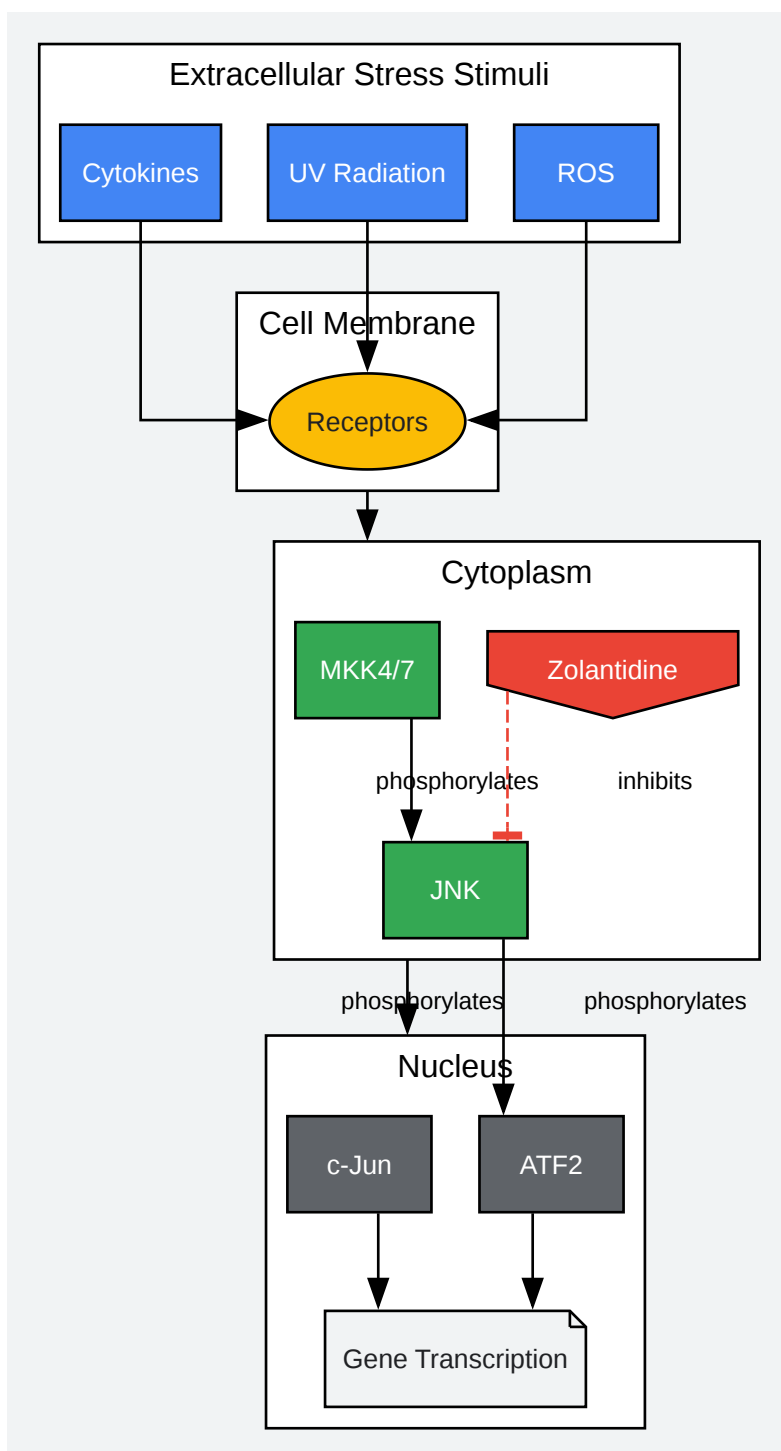 Extracellular Stress Stimuli
Cytokines
UV Radiation
ROS
Cell Membrane
Receptors
Cytoplasm
MKK4/7
Zolantidine
phosphorylates
inhibits
JNK
phosphorylates
phosphorylates
Nucleus
c-Jun
ATF2
Gene Transcription